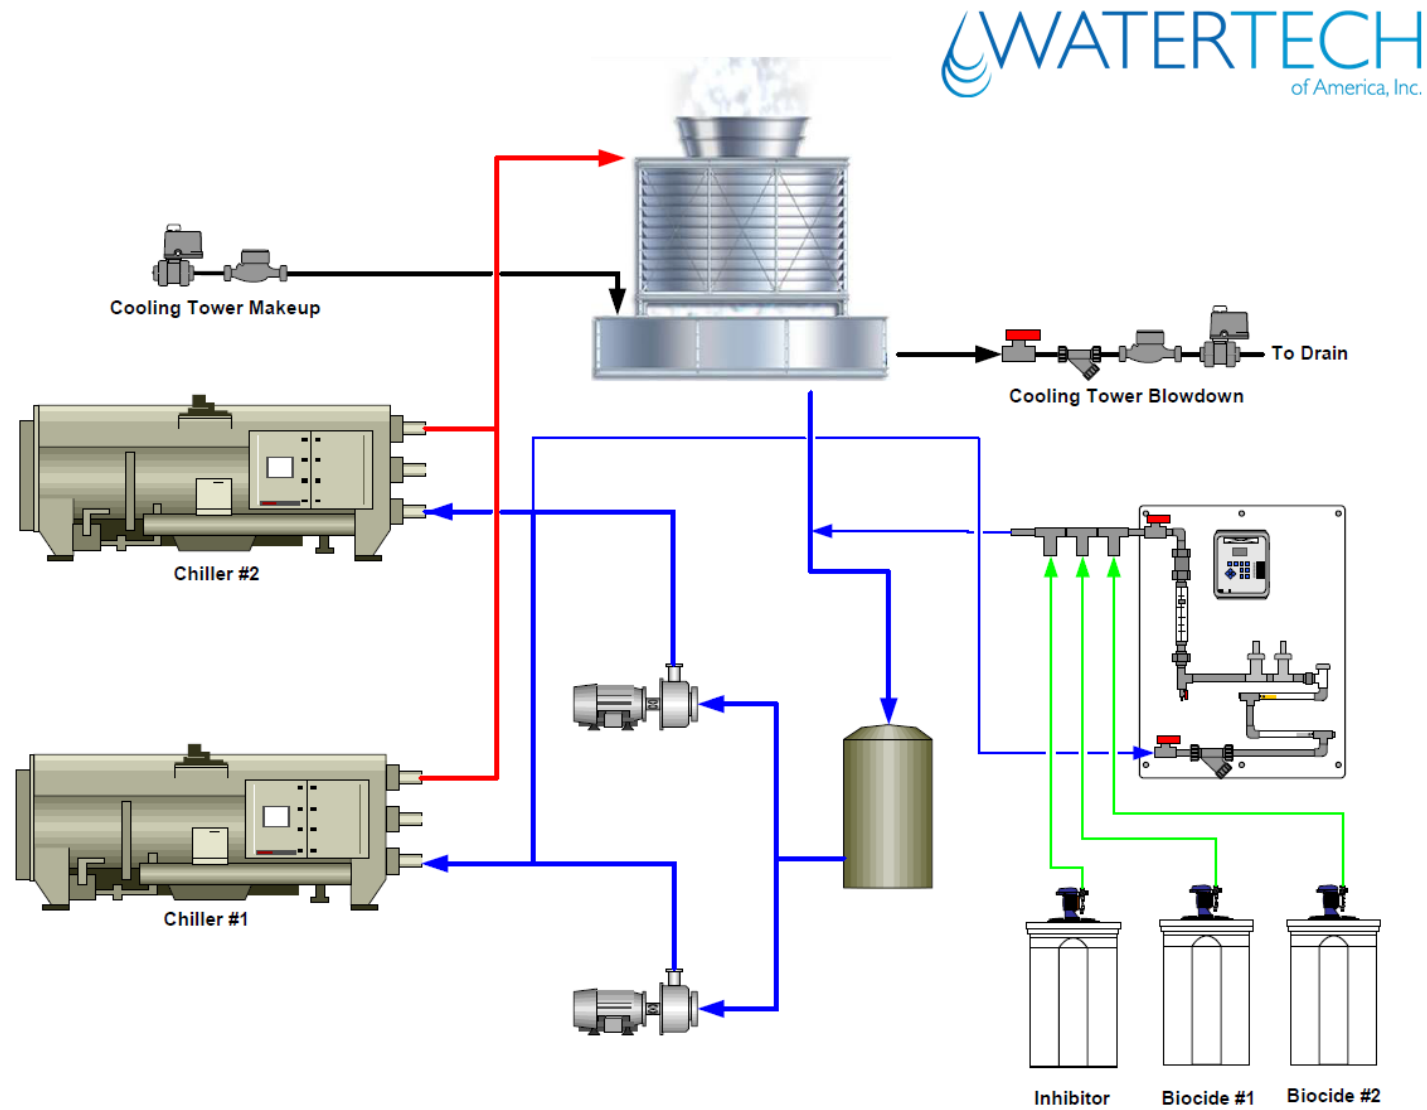 WATERTECH
of America, Inc.
Cooling Tower Makeup
To Drain
Cooling Tower Blowdown
Chiller #2
Chiller #1
Inhibitor
Biocide #1
Biocide #2